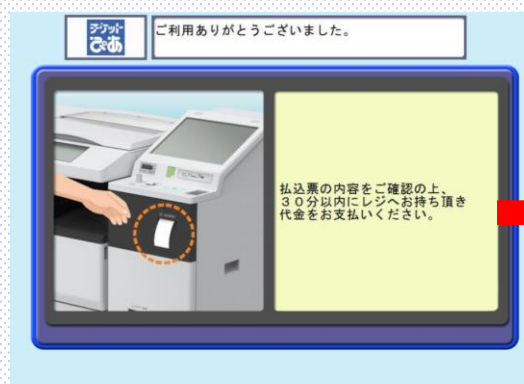 チケット
ぴあ
ご利用ありがとうございました。
払込票の内容をご確認の上、
３０分以内にレジへお持ち頂き
代金をお支払いください。